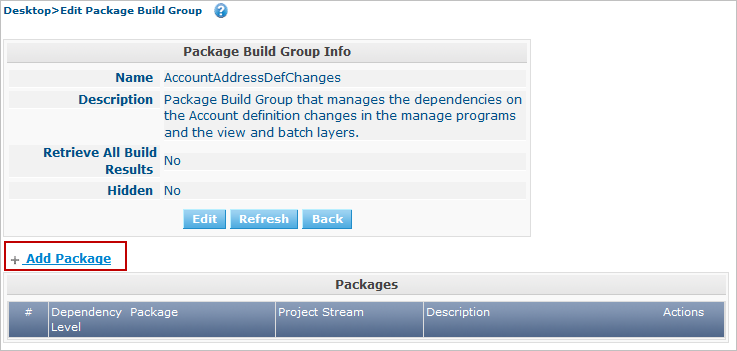 Desktop>Edit Package Build Group ?
Package Build Group Info
Name AccountAddressDefChanges
Description Package Build Group that manages the dependencies on
the Account definition changes in the manage programs
and the view and batch layers.
Retrieve All Build
Results No
Hidden No
Edit Refresh Back
+ Add Package
Packages
# Dependency Package Project Stream Description Actions
Level